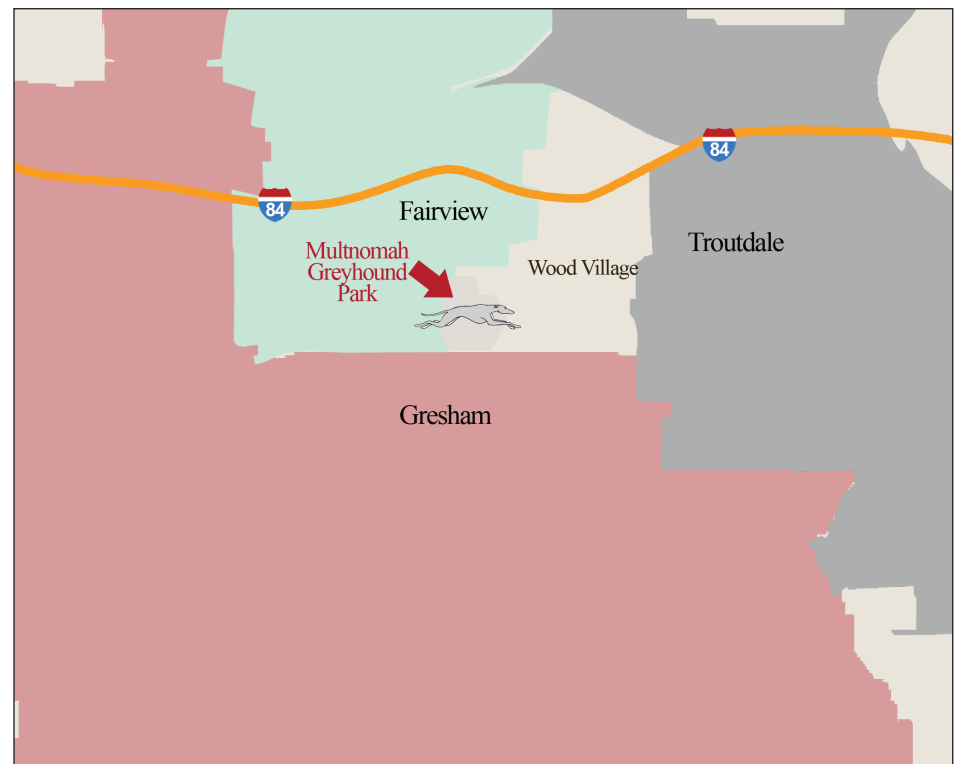 84
84
Fairview
Troutdale
Multnomah
Greyhound
Park
Wood Village
Gresham